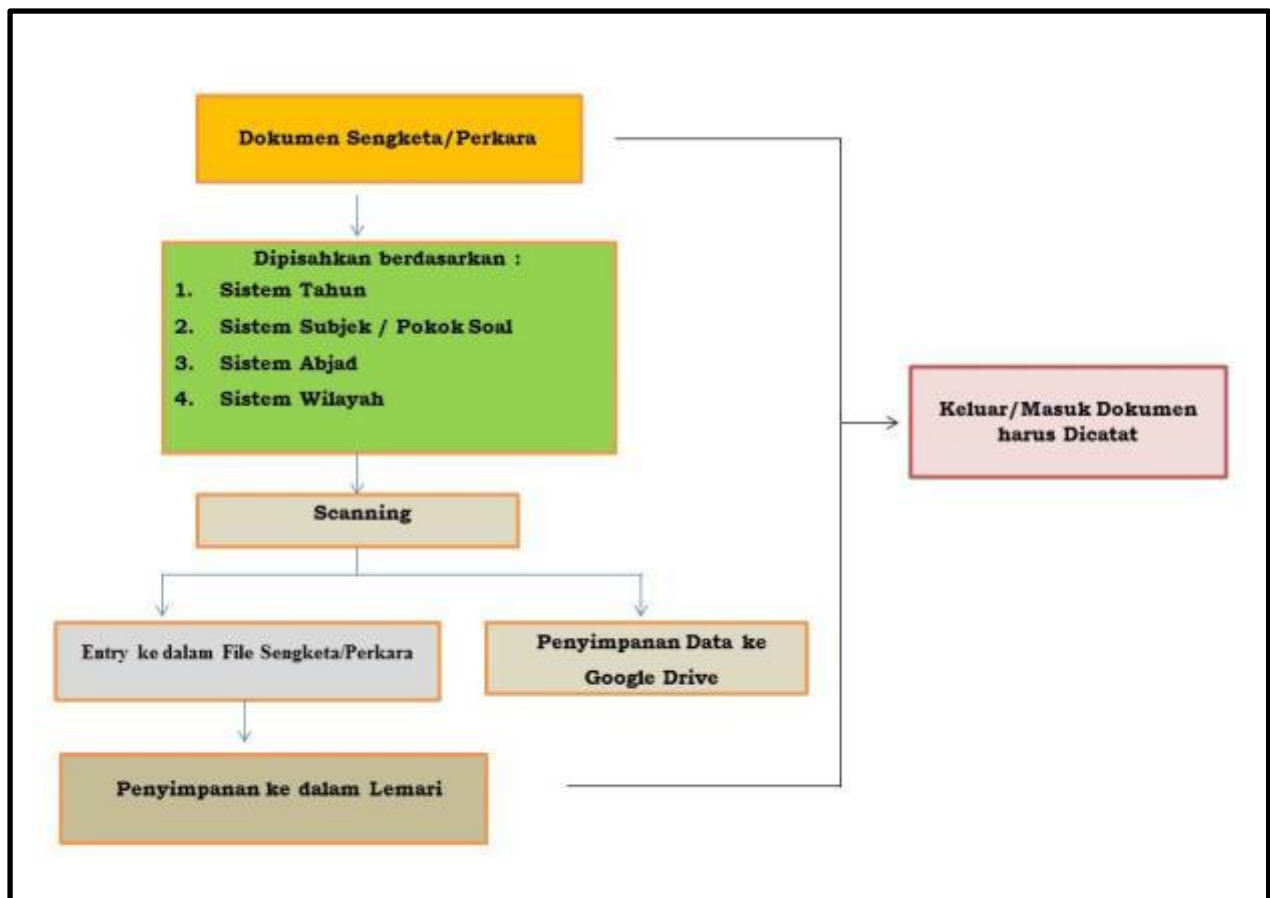 Dokumen Sengketa/Perkara
Dipisahkan berdasarkan :
1. Sistem Tahun
2. Sistem Subjek / Pokok Soal
3. Sistem Abjad
4. Sistem Wilayah
Keluar/Masuk Dokumen
harus Dicatat
Scanning
Entry ke dalam File Sengketa/Perkara
Penyimpanan Data ke
Google Drive
Penyimpanan ke dalam Lemari